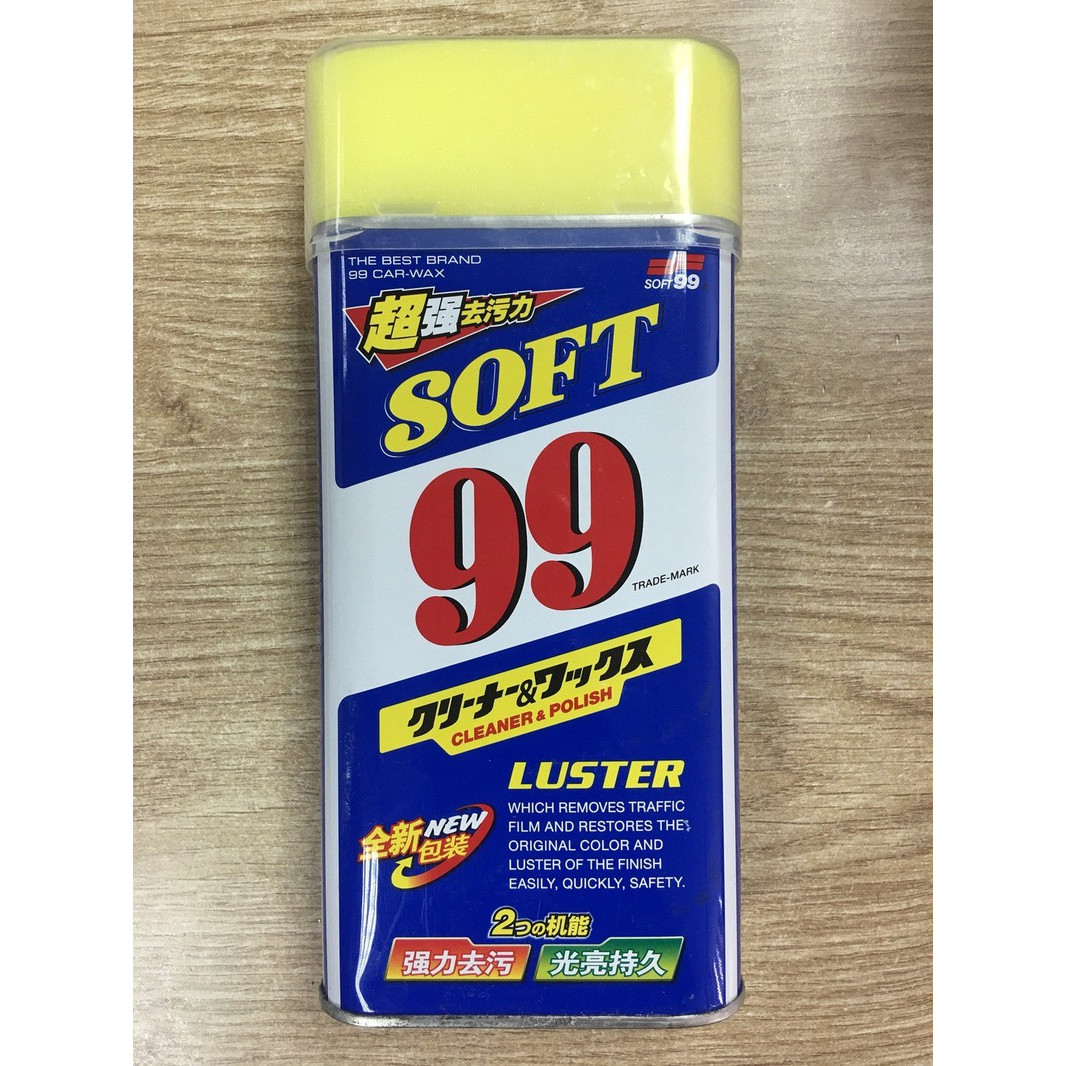 THE BEST BRAND
99 CAR-WAX
SOFT99
超强去污力
SOFT
99
TRADE-MARK
クリーナー&ワックス
CLEANER & POLISH
LUSTER
WHICH REMOVES TRAFFIC
FILM AND RESTORES THE
ORIGINAL COLOR AND
LUSTER OF THE FINISH
EASILY, QUICKLY, SAFETY.
全新NEW
包装
2つの机能
强力去污
光亮持久